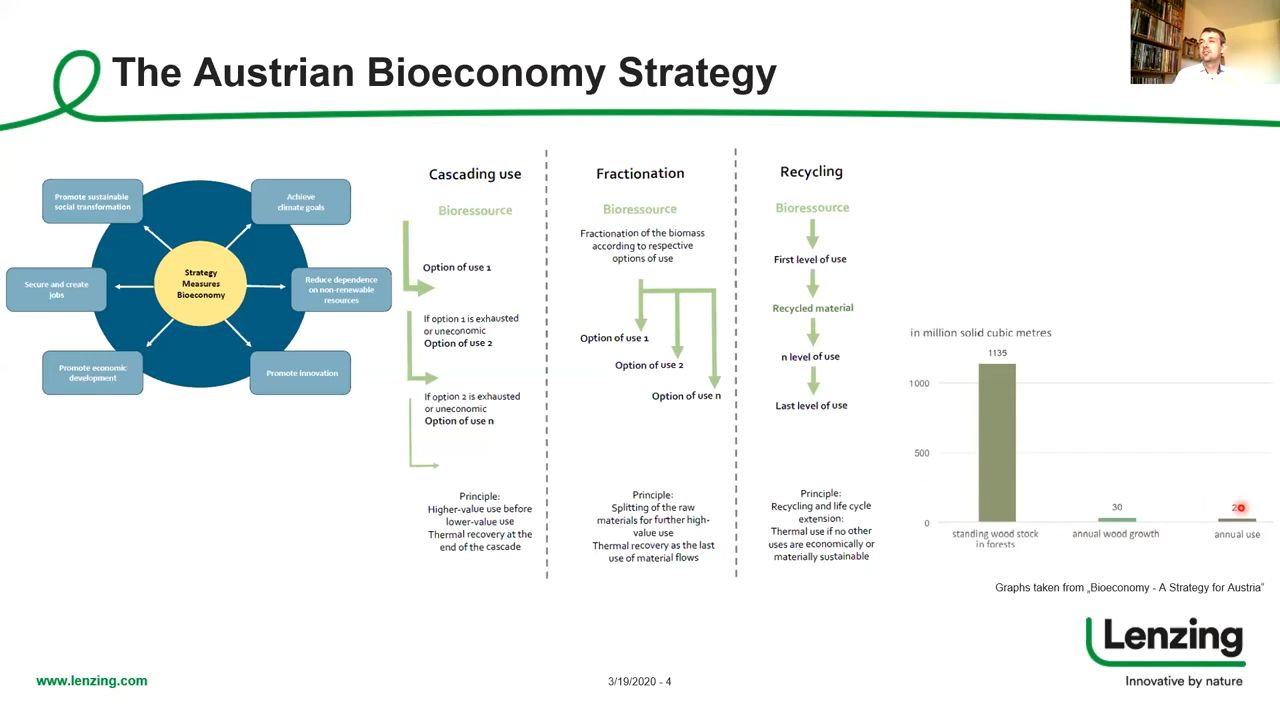 The Austrian Bioeconomy Strategy
Promote sustainable
social transformation
Achieve
climate goals
Secure and create
jobs
Strategy
Measures
Bioeconomy
Reduce dependence
on non-renewable
resources
Promote economic
development
Promote innovation
Cascading use
Bioressource
Option of use 1
If option 1 is exhausted
or uneconomic
Option of use 2
If option 2 is exhausted
or uneconomic
Option of use n
Principle:
Higher-value use before
lower-value use
Thermal recovery at the
end of the cascade
Fractionation
Bioressource
Fractionation of the biomass
according to respective
options of use
Option of use 1
Option of use 2
Option of use n
Principle:
Splitting of the raw
materials for further high-
value use
Thermal recovery as the last
use of material flows
Recycling
Bioressource
First level of use
Recycled material
n level of use
Last level of use
Principle:
Recycling and life cycle
extension:
Thermal use if no other
uses are economically or
materially sustainable
in million solid cubic metres
1135
1000
500
30
0
standing wood stock
in forests
annual wood growth
annual use
Graphs taken from „Bioeconomy - A Strategy for Austria"
Lenzing
Innovative by nature
www.lenzing.com
3/19/2020 - 4